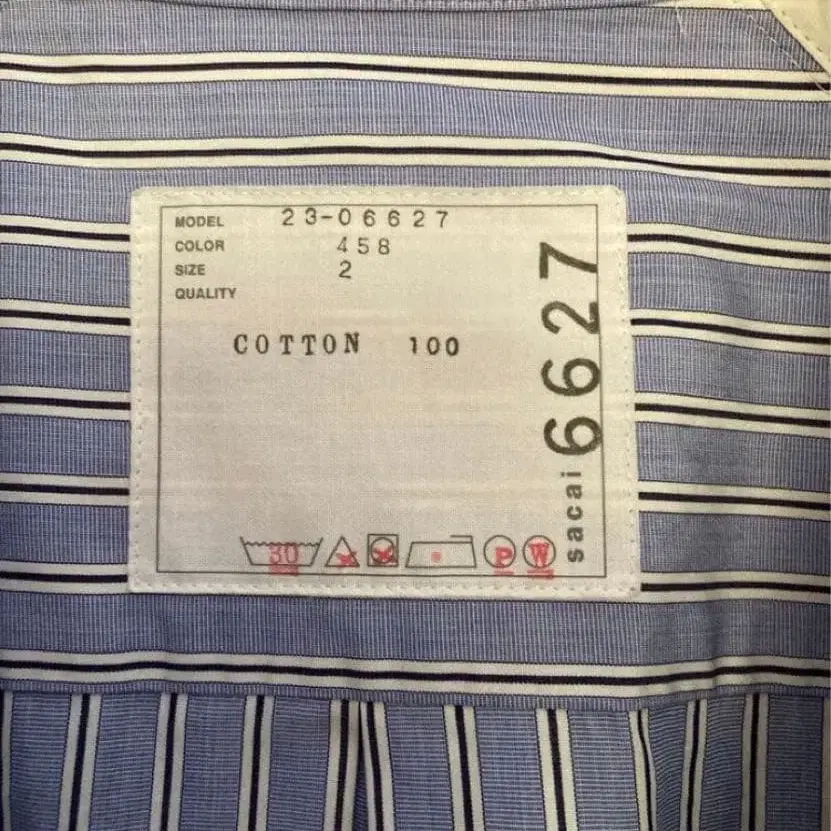 MODEL 23-06627
COLOR 458
SIZE 2
QUALITY
COTTON 100
sacai 6627
30
P
W